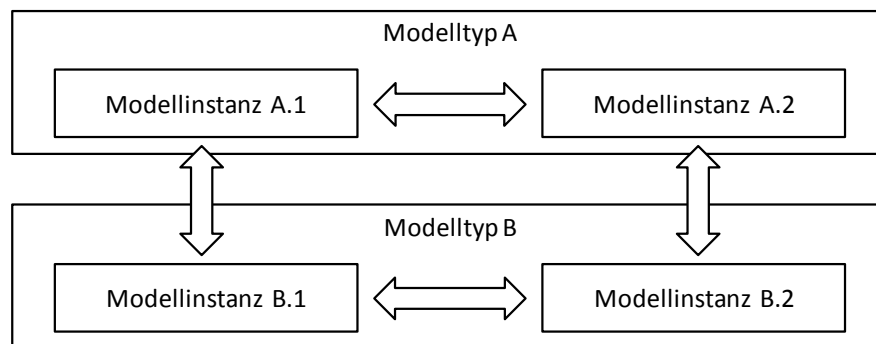 Modelltyp A
Modellinstanz A.1
Modellinstanz A.2
Modelltyp B
Modellinstanz B.1
Modellinstanz B.2